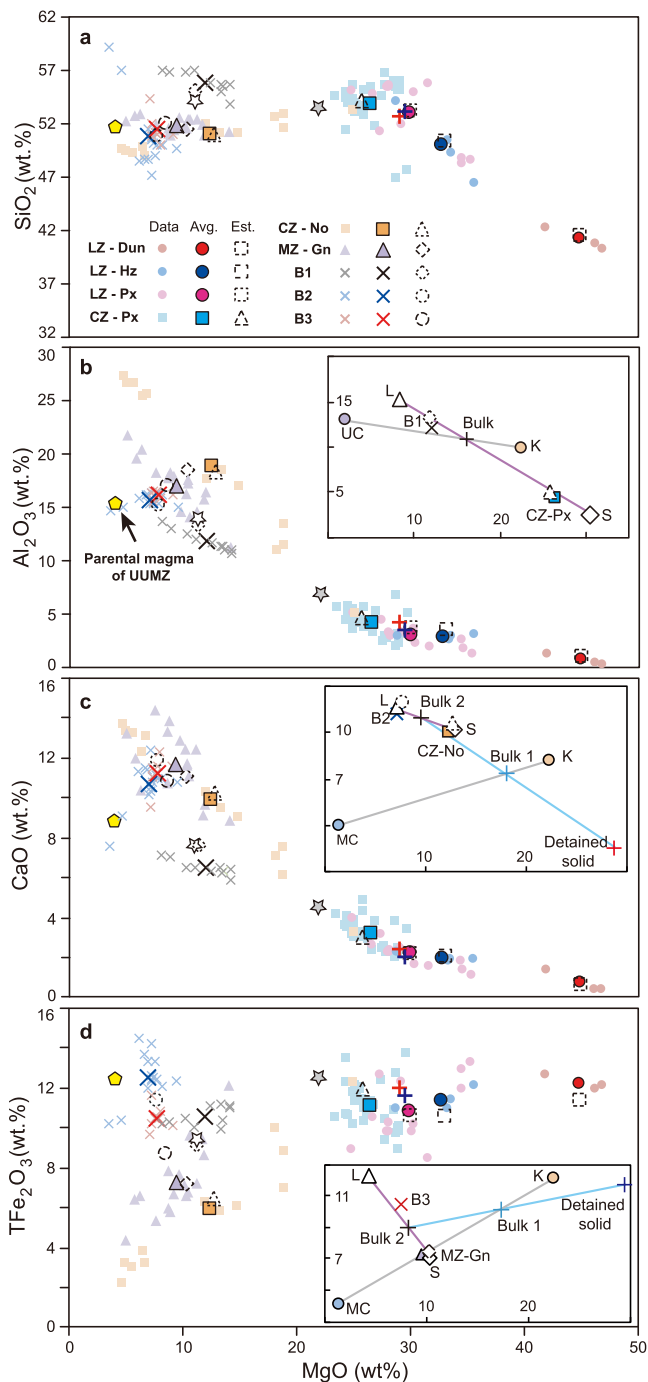 a
62
57
52
47
42
37
32
SiO2 (wt.%)
Data Avg. Est.
LZ - Dun
LZ - Hz
LZ - Px
CZ - Px
CZ - No
MZ - Gn
B1
B2
B3
b
30
25
20
15
10
5
0
Al2O3 (wt.%)
Parental magma
of UUMZ
15
5
10 20
L
B1
Bulk
UC
K
CZ-Px
S
c
16
12
8
4
0
CaO (wt.%)
10
7
10 20
L
Bulk 2
B2
S
CZ-No
Bulk 1
K
MC
Detained
solid
d
16
14
12
10
8
6
4
2
0
TFe2O3 (wt.%)
11
7
10 20
L
K
B3
Detained
solid
Bulk 2
Bulk 1
MZ-Gn
S
MC
0 10 20 30 40 50
MgO (wt%)